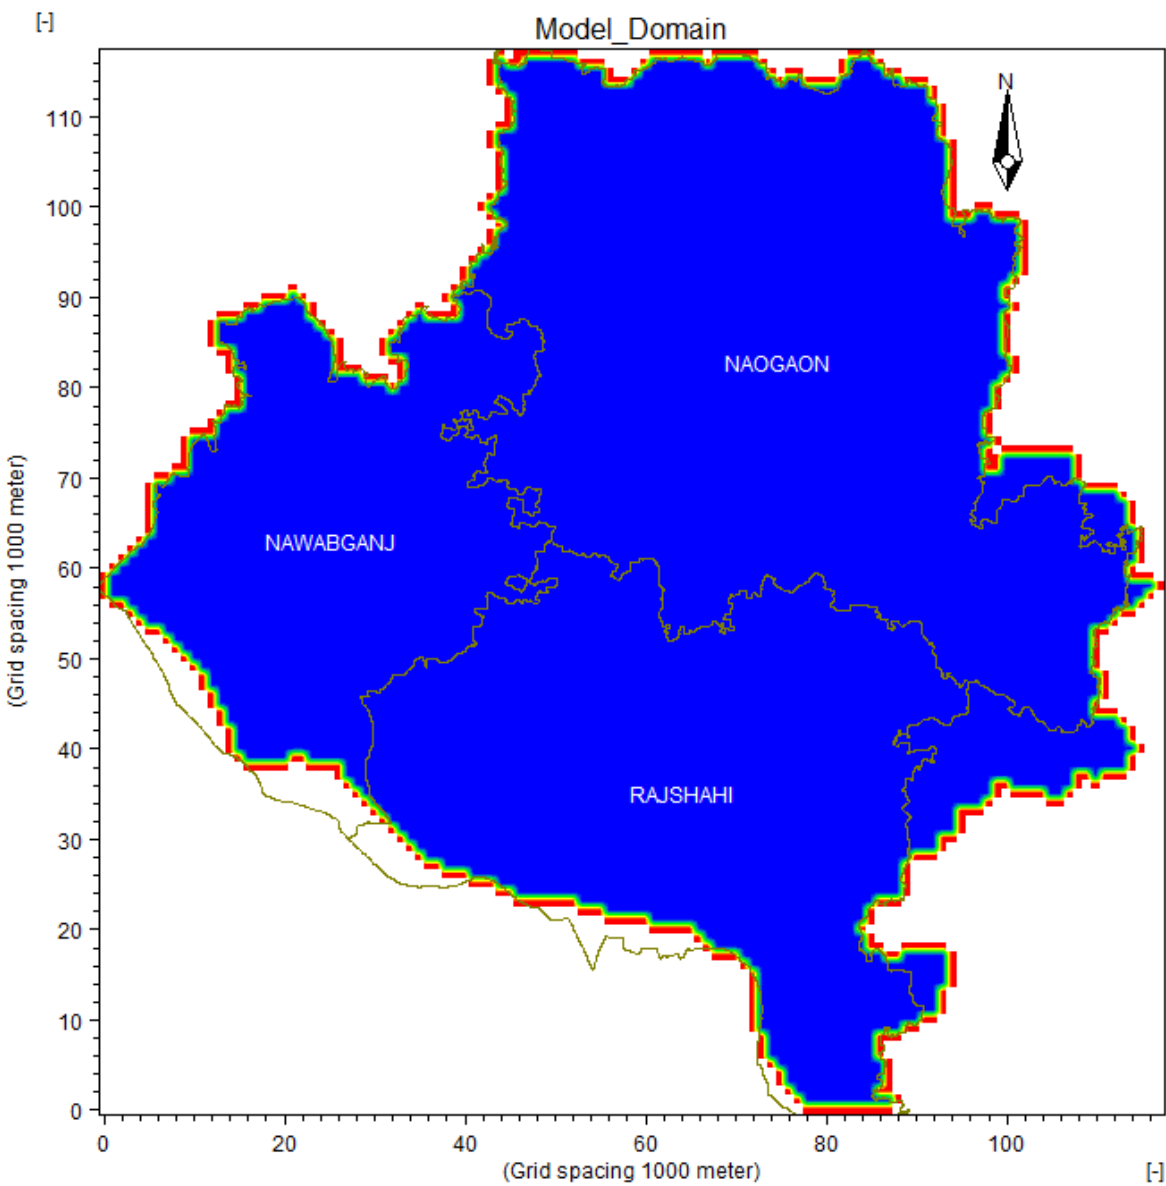 [-]
Model_Domain
N
110
100
90
80
70
60
50
40
30
20
10
0
(Grid spacing 1000 meter)
NAOGAON
NAWABGANJ
RAJSHAHI
0 20 40 60 80 100
(Grid spacing 1000 meter) [-]